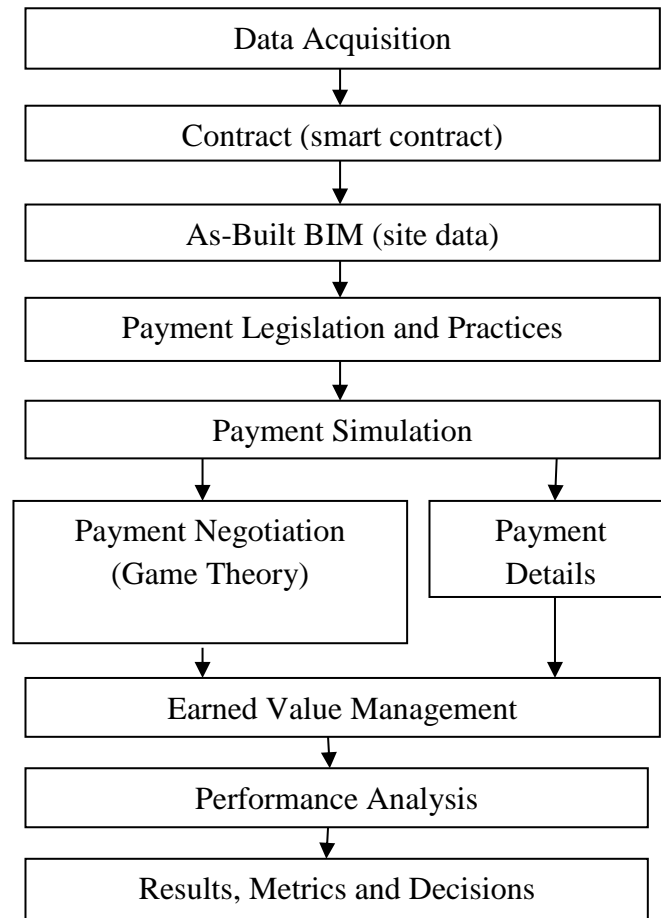 Data Acquisition
Contract (smart contract)
As-Built BIM (site data)
Payment Legislation and Practices
Payment Simulation
Payment Negotiation
(Game Theory)
Payment
Details
Earned Value Management
Performance Analysis
Results, Metrics and Decisions